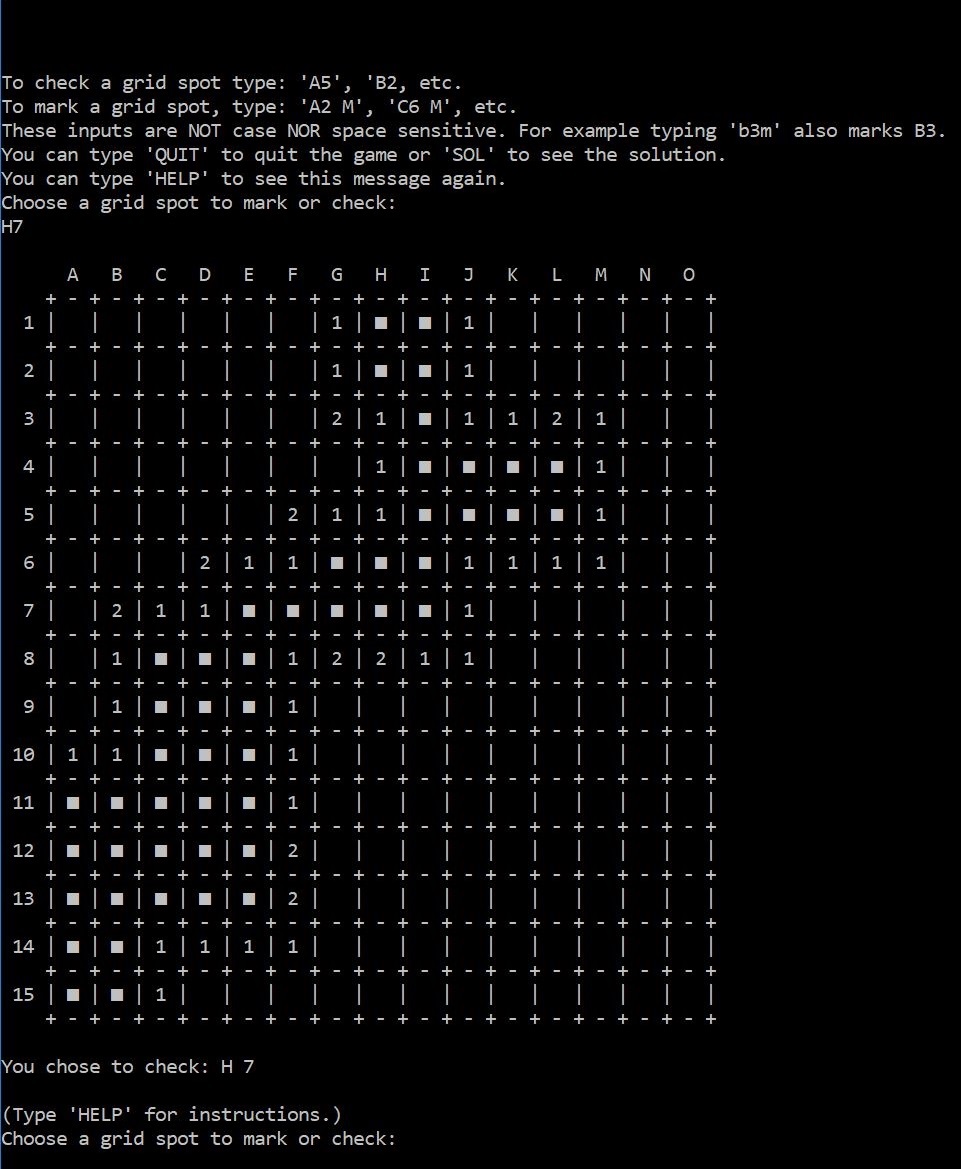 To check a grid spot type: 'A5', 'B2, etc.
To mark a grid spot, type: 'A2 M', 'C6 M', etc.
These inputs are NOT case NOR space sensitive. For example typing 'b3m' also marks B3.
You can type 'QUIT' to quit the game or 'SOL' to see the solution.
You can type 'HELP' to see this message again.
Choose a grid spot to mark or check:
H7
    A   B   C   D   E   F   G   H   I   J   K   L   M   N   O
  + - + - + - + - + - + - + - + - + - + - + - + - + - + - + - +
1 |   |   |   |   |   |   | 1 | ■ | ■ | 1 |   |   |   |   |   |
  + - + - + - + - + - + - + - + - + - + - + - + - + - + - + - +
2 |   |   |   |   |   |   | 1 | ■ | ■ | 1 |   |   |   |   |   |
  + - + - + - + - + - + - + - + - + - + - + - + - + - + - + - +
3 |   |   |   |   |   |   | 2 | 1 | ■ | 1 | 1 | 2 | 1 |   |   |
  + - + - + - + - + - + - + - + - + - + - + - + - + - + - + - +
4 |   |   |   |   |   |   |   | 1 | ■ | ■ | ■ | ■ | 1 |   |   |
  + - + - + - + - + - + - + - + - + - + - + - + - + - + - + - +
5 |   |   |   |   |   | 2 | 1 | 1 | ■ | ■ | ■ | ■ | 1 |   |   |
  + - + - + - + - + - + - + - + - + - + - + - + - + - + - + - +
6 |   |   |   | 2 | 1 | 1 | ■ | ■ | ■ | 1 | 1 | 1 | 1 |   |   |
  + - + - + - + - + - + - + - + - + - + - + - + - + - + - + - +
7 |   | 2 | 1 | 1 | ■ | ■ | ■ | ■ | ■ | 1 |   |   |   |   |   |
  + - + - + - + - + - + - + - + - + - + - + - + - + - + - + - +
8 |   | 1 | ■ | ■ | ■ | 1 | 2 | 2 | 1 | 1 |   |   |   |   |   |
  + - + - + - + - + - + - + - + - + - + - + - + - + - + - + - +
9 |   | 1 | ■ | ■ | ■ | 1 |   |   |   |   |   |   |   |   |   |
  + - + - + - + - + - + - + - + - + - + - + - + - + - + - + - +
10 | 1 | 1 | ■ | ■ | ■ | 1 |   |   |   |   |   |   |   |   |   |
  + - + - + - + - + - + - + - + - + - + - + - + - + - + - + - +
11 | ■ | ■ | ■ | ■ | ■ | 1 |   |   |   |   |   |   |   |   |   |
  + - + - + - + - + - + - + - + - + - + - + - + - + - + - + - +
12 | ■ | ■ | ■ | ■ | ■ | 2 |   |   |   |   |   |   |   |   |   |
  + - + - + - + - + - + - + - + - + - + - + - + - + - + - + - +
13 | ■ | ■ | ■ | ■ | ■ | 2 |   |   |   |   |   |   |   |   |   |
  + - + - + - + - + - + - + - + - + - + - + - + - + - + - + - +
14 | ■ | ■ | 1 | 1 | 1 | 1 |   |   |   |   |   |   |   |   |   |
  + - + - + - + - + - + - + - + - + - + - + - + - + - + - + - +
15 | ■ | ■ | 1 |   |   |   |   |   |   |   |   |   |   |   |   |
  + - + - + - + - + - + - + - + - + - + - + - + - + - + - + - +
You chose to check: H 7
(Type 'HELP' for instructions.)
Choose a grid spot to mark or check: